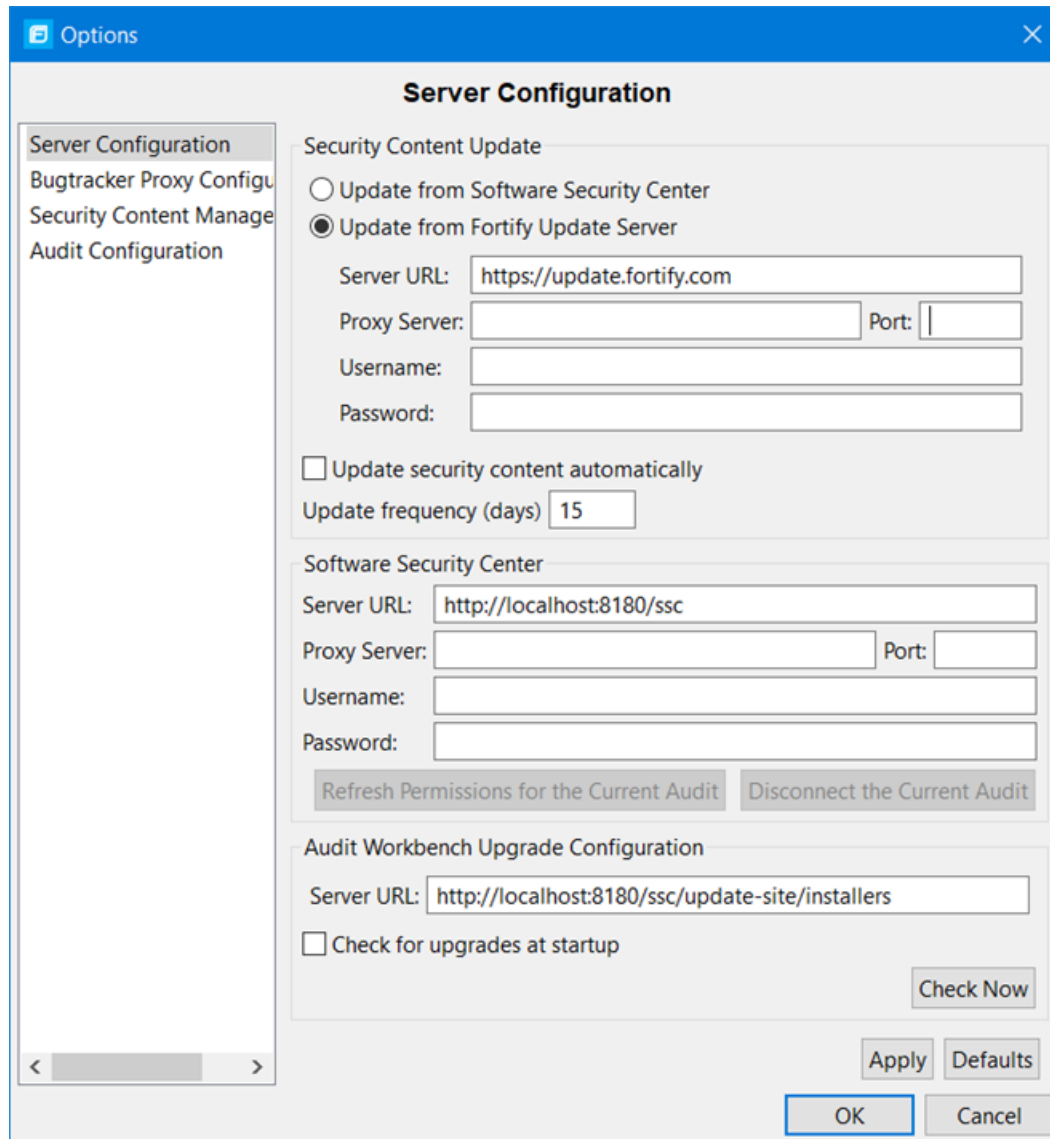 Options
Server Configuration
Server Configuration
Bugtracker Proxy Configu
Security Content Manage
Audit Configuration
Security Content Update
Update from Software Security Center
Update from Fortify Update Server
Server URL: https://update.fortify.com
Proxy Server: Port:
Username:
Password:
Update security content automatically
Update frequency (days) 15
Software Security Center
Server URL: http://localhost:8180/ssc
Proxy Server: Port:
Username:
Password:
Refresh Permissions for the Current Audit Disconnect the Current Audit
Audit Workbench Upgrade Configuration
Server URL: http://localhost:8180/ssc/update-site/installers
Check for upgrades at startup
Check Now
Apply Defaults
OK Cancel